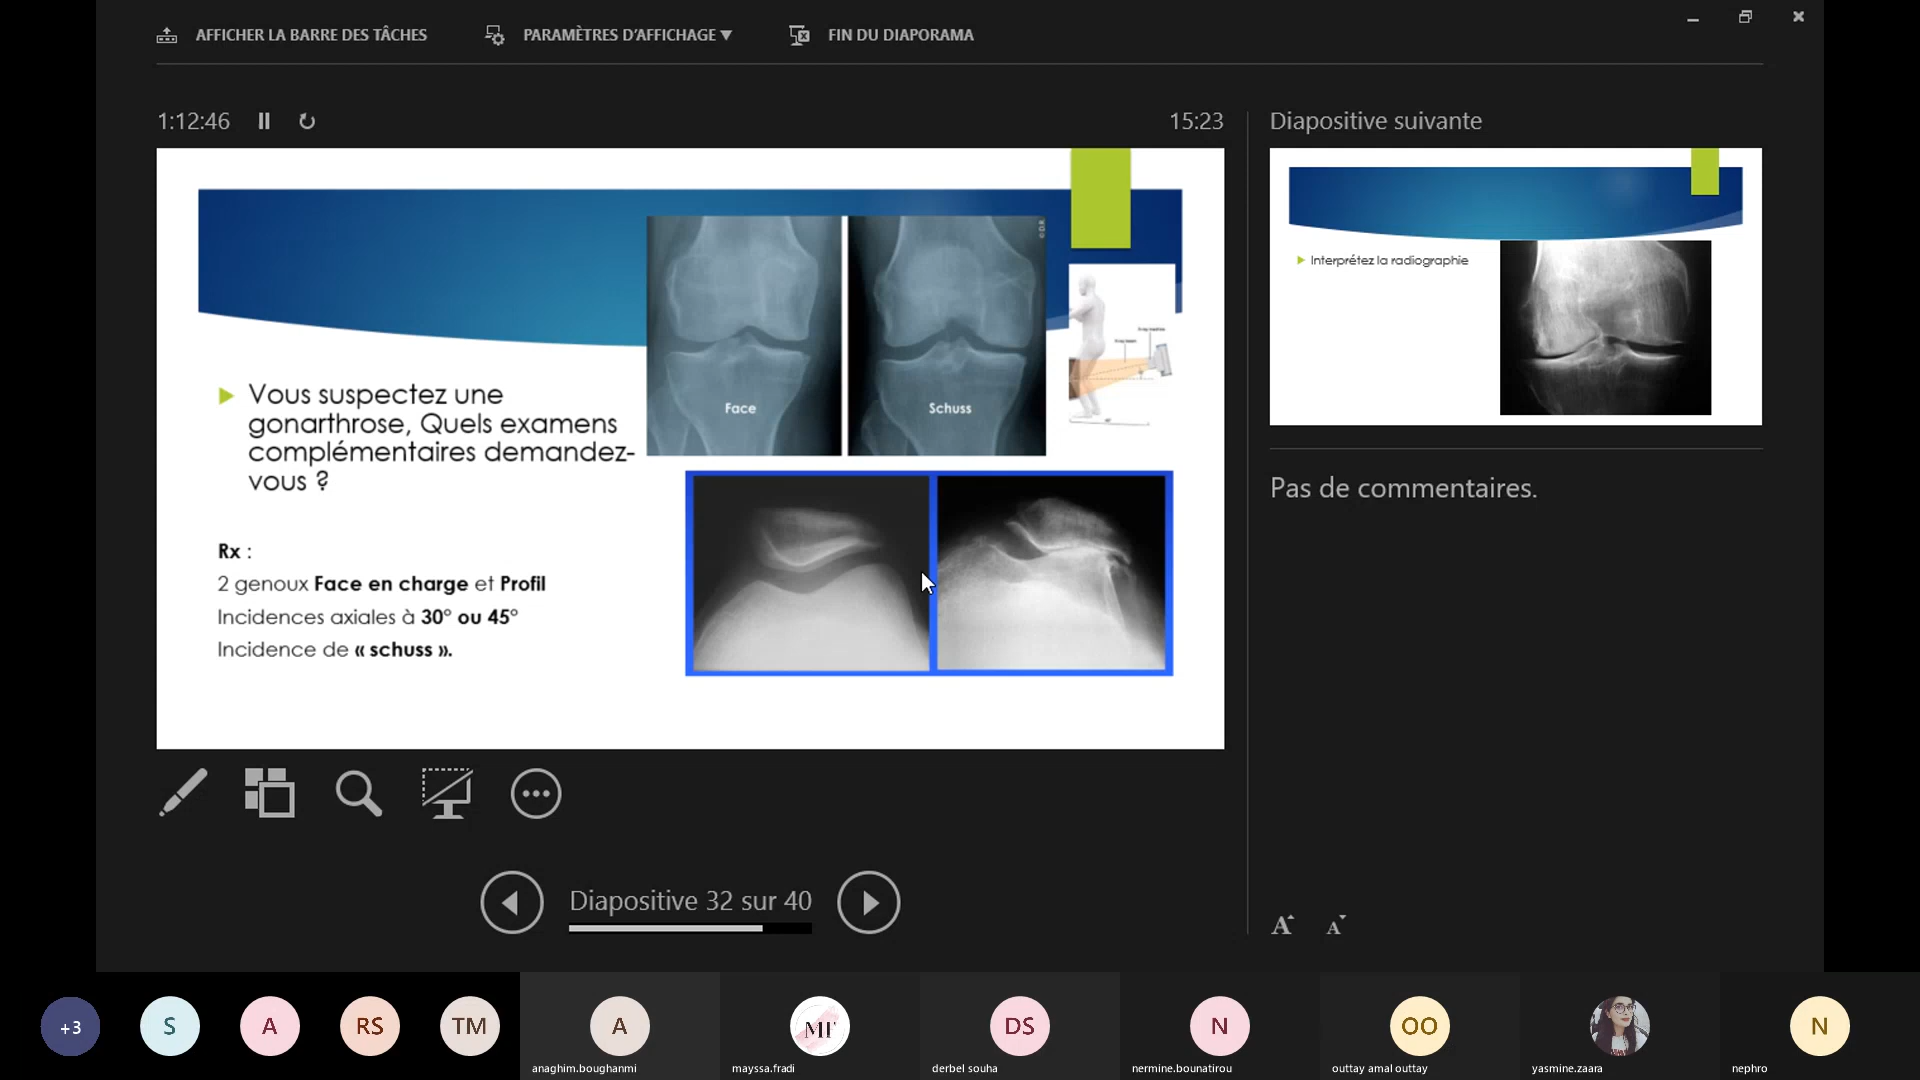 AFFICHER LA BARRE DES TÂCHES
PARAMÈTRES D'AFFICHAGE ▼
FIN DU DIAPORAMA
1:12:46
15:23
Diapositive suivante
Face
Schuss
Vous suspectez une
gonarthrose, Quels examens
complémentaires demandez-
vous ?
Rx :
2 genoux Face en charge et Profil
Incidences axiales à 30° ou 45°
Incidence de « schuss ».
Interprétez la radiographie
Pas de commentaires.
Diapositive 32 sur 40
A A
+3
S
A
RS
TM
A
MF
DS
N
OO
N
anaghim.boughanmi
mayssa.fradi
derbel souha
nermine.bounatirou
outtay amal outtay
yasmine.zaara
nephro